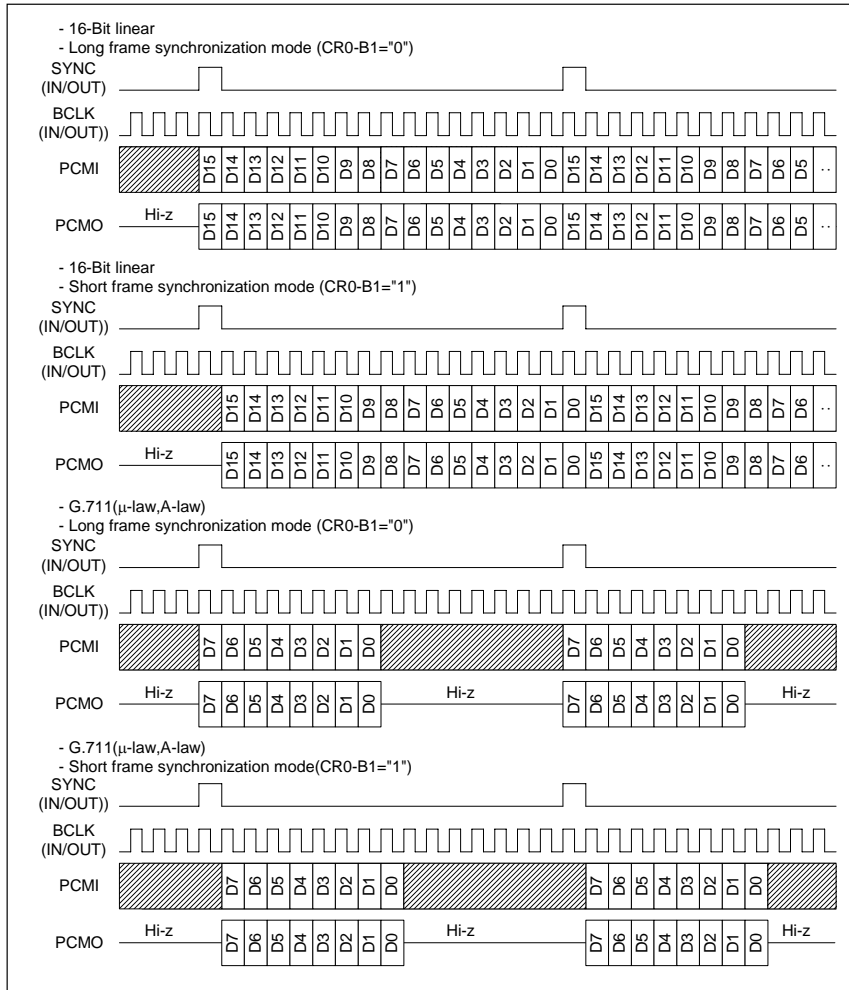 - 16-Bit linear
- Long frame synchronization mode (CR0-B1="0")
SYNC
(IN/OUT)
BCLK
(IN/OUT))
PCMI
D15 D14 D13 D12 D11 D10 D9 D8 D7 D6 D5 D4 D3 D2 D1 D0 D15 D14 D13 D12 D11 D10 D9 D8 D7 D6 D5 ..
PCMO Hi-z D15 D14 D13 D12 D11 D10 D9 D8 D7 D6 D5 D4 D3 D2 D1 D0 D15 D14 D13 D12 D11 D10 D9 D8 D7 D6 D5 ..
- 16-Bit linear
- Short frame synchronization mode (CR0-B1="1")
SYNC
(IN/OUT))
BCLK
(IN/OUT)
PCMI
D15 D14 D13 D12 D11 D10 D9 D8 D7 D6 D5 D4 D3 D2 D1 D0 D15 D14 D13 D12 D11 D10 D9 D8 D7 D6 ..
PCMO Hi-z D15 D14 D13 D12 D11 D10 D9 D8 D7 D6 D5 D4 D3 D2 D1 D0 D15 D14 D13 D12 D11 D10 D9 D8 D7 D6 ..
- G.711(μ-law,A-law)
- Long frame synchronization mode (CR0-B1="0")
SYNC
(IN/OUT)
BCLK
(IN/OUT))
PCMI
D7 D6 D5 D4 D3 D2 D1 D0 D7 D6 D5 D4 D3 D2 D1 D0
PCMO Hi-z D7 D6 D5 D4 D3 D2 D1 D0 Hi-z D7 D6 D5 D4 D3 D2 D1 D0 Hi-z
- G.711(μ-law,A-law)
- Short frame synchronization mode(CR0-B1="1")
SYNC
(IN/OUT))
BCLK
(IN/OUT)
PCMI
D7 D6 D5 D4 D3 D2 D1 D0 D7 D6 D5 D4 D3 D2 D1 D0
PCMO Hi-z D7 D6 D5 D4 D3 D2 D1 D0 Hi-z D7 D6 D5 D4 D3 D2 D1 D0 Hi-z